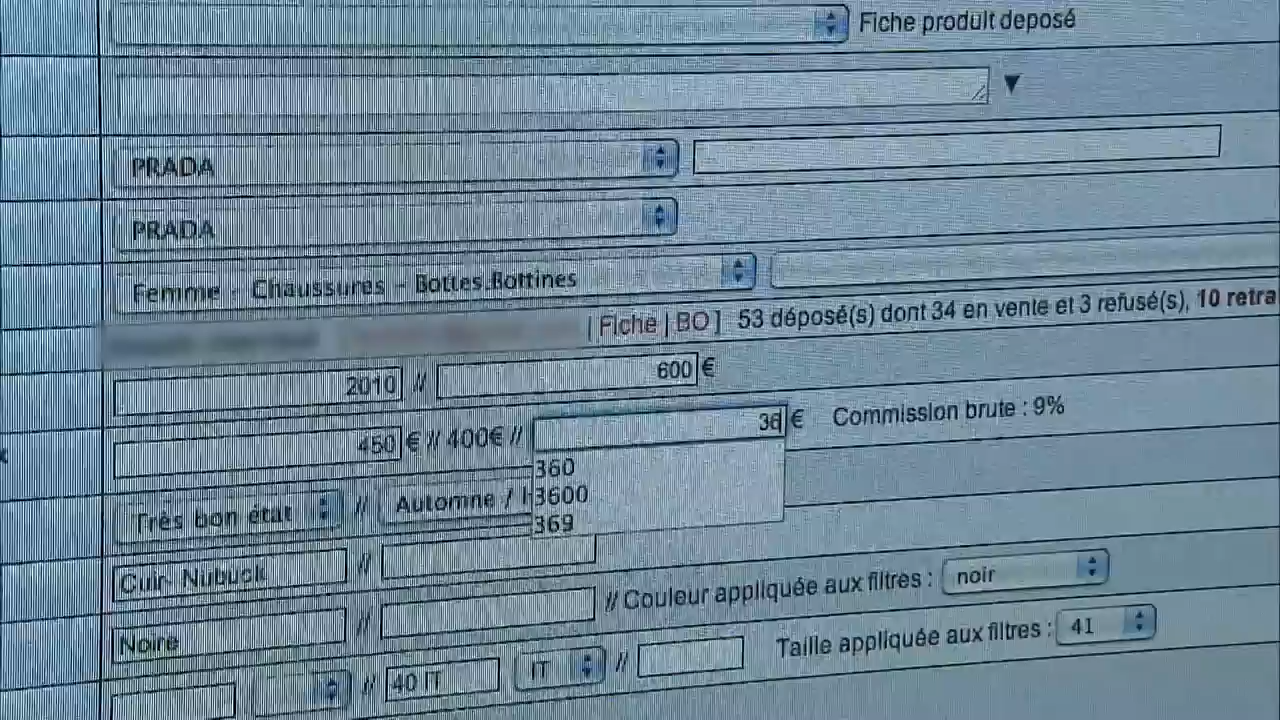 Fiche produit deposé
PRADA
PRADA
Femme - Chaussures - Bottes Bottines
[ Fiche | BO ] 53 déposé(s) dont 34 en vente et 3 refusé(s), 10 retra
2010 // 600 €
450 € // 400€ // 36 € Commission brute : 9%
360
Très bon état // Automne / H
3600
369
Cuir Nubuck //
Noire // // Couleur appliquée aux filtres : noir
// 40 IT IT // Taille appliquée aux filtres : 41